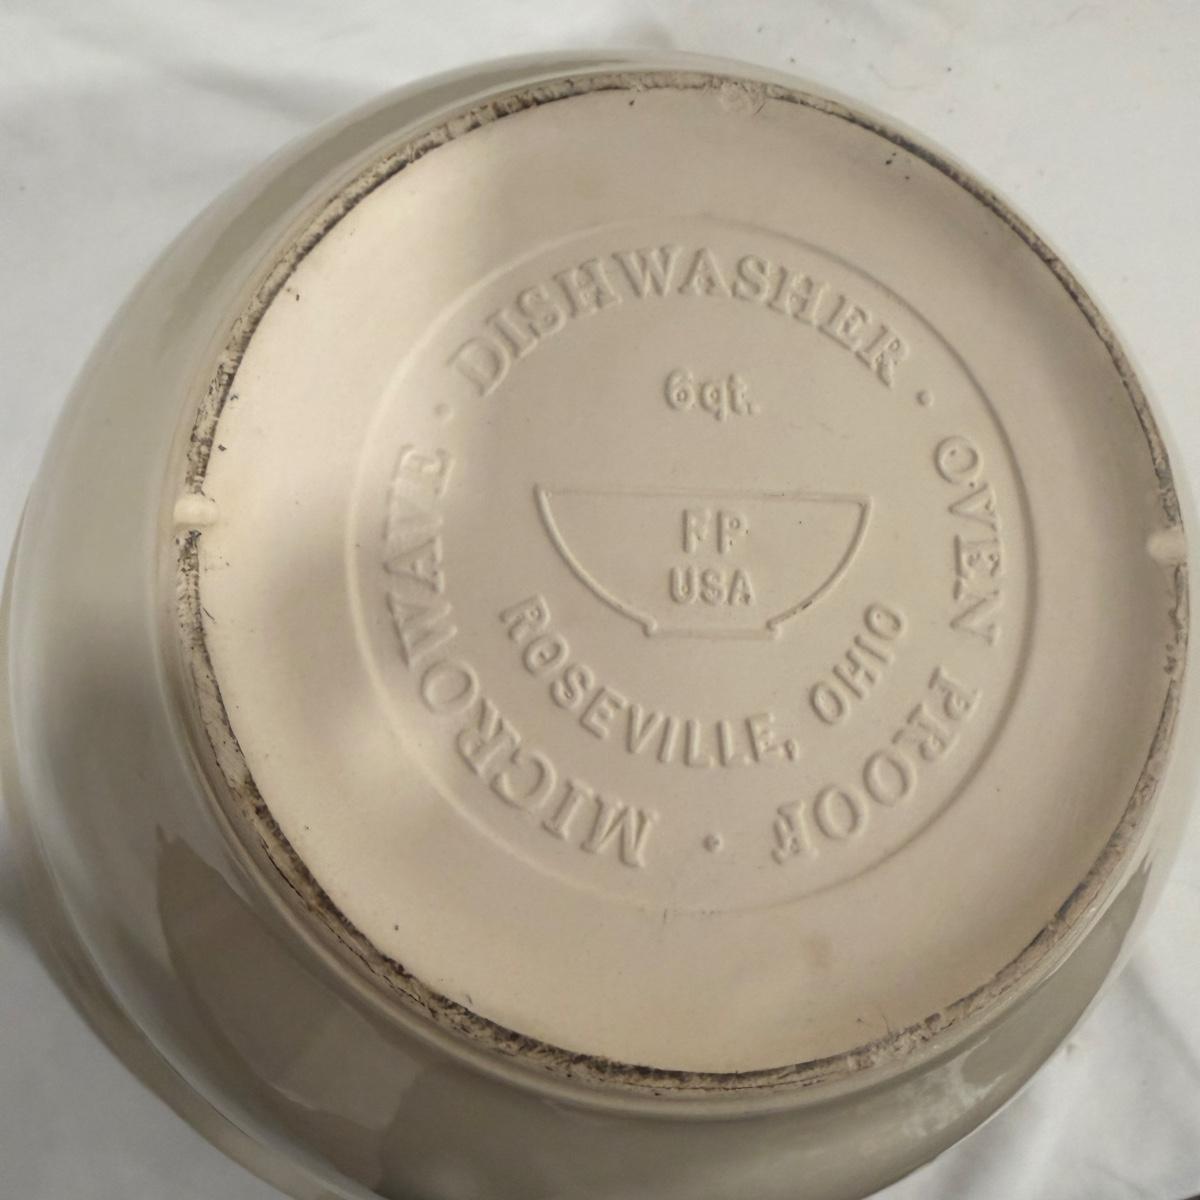 DISHWASHER · OVEN PROOF · MICROWAVE ·
6qt.
FP
USA
ROSEVILLE, OHIO